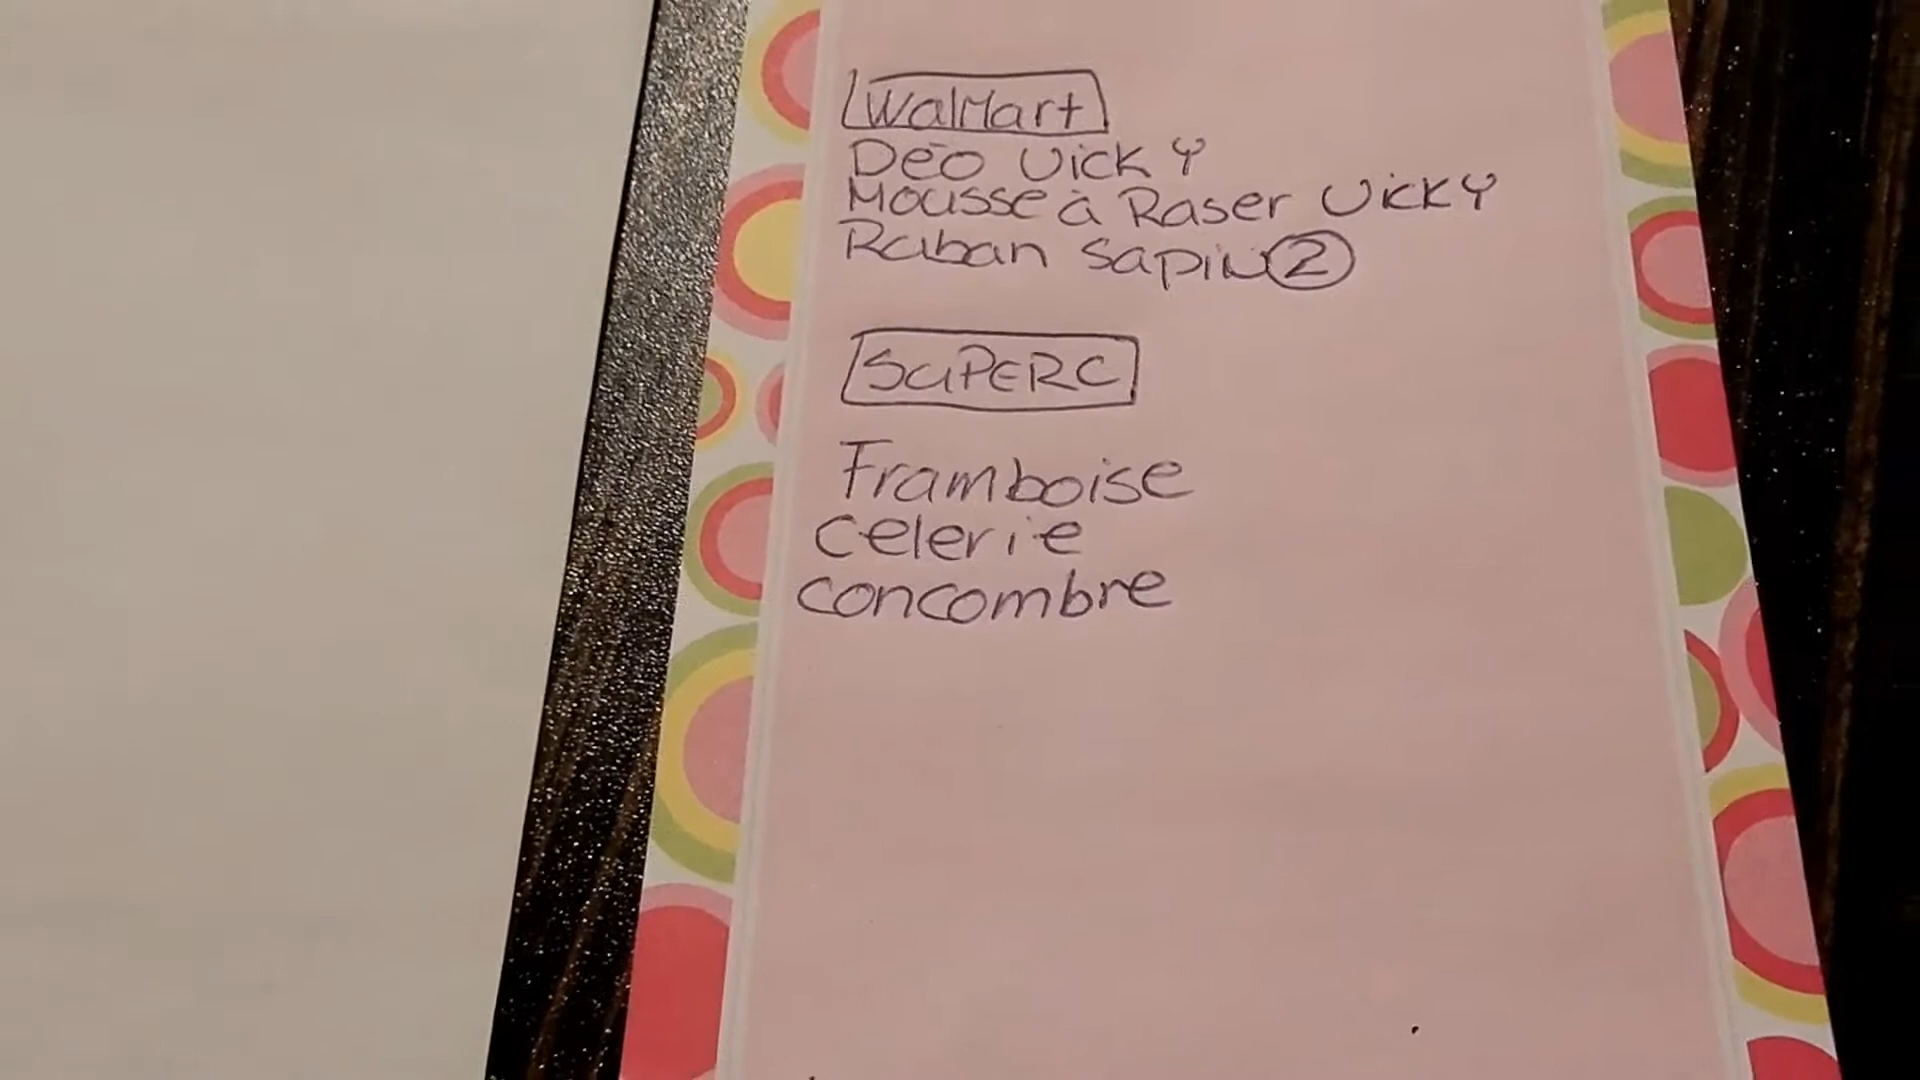 WalMart
Déo Vicky
Mousse à Raser Vicky
Ruban Sapin 2
SUPERC
Framboise
celerie
concombre